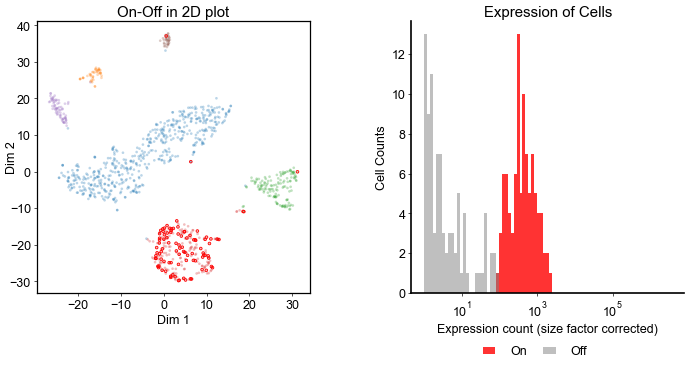 On-Off in 2D plot
40
30
20
10
0
−10
−20
−30
Dim 2
−20 −10 0 10 20 30
Dim 1
Expression of Cells
12
10
8
6
4
2
0
Cell Counts
10¹ 10³ 10⁵
Expression count (size factor corrected)
On Off